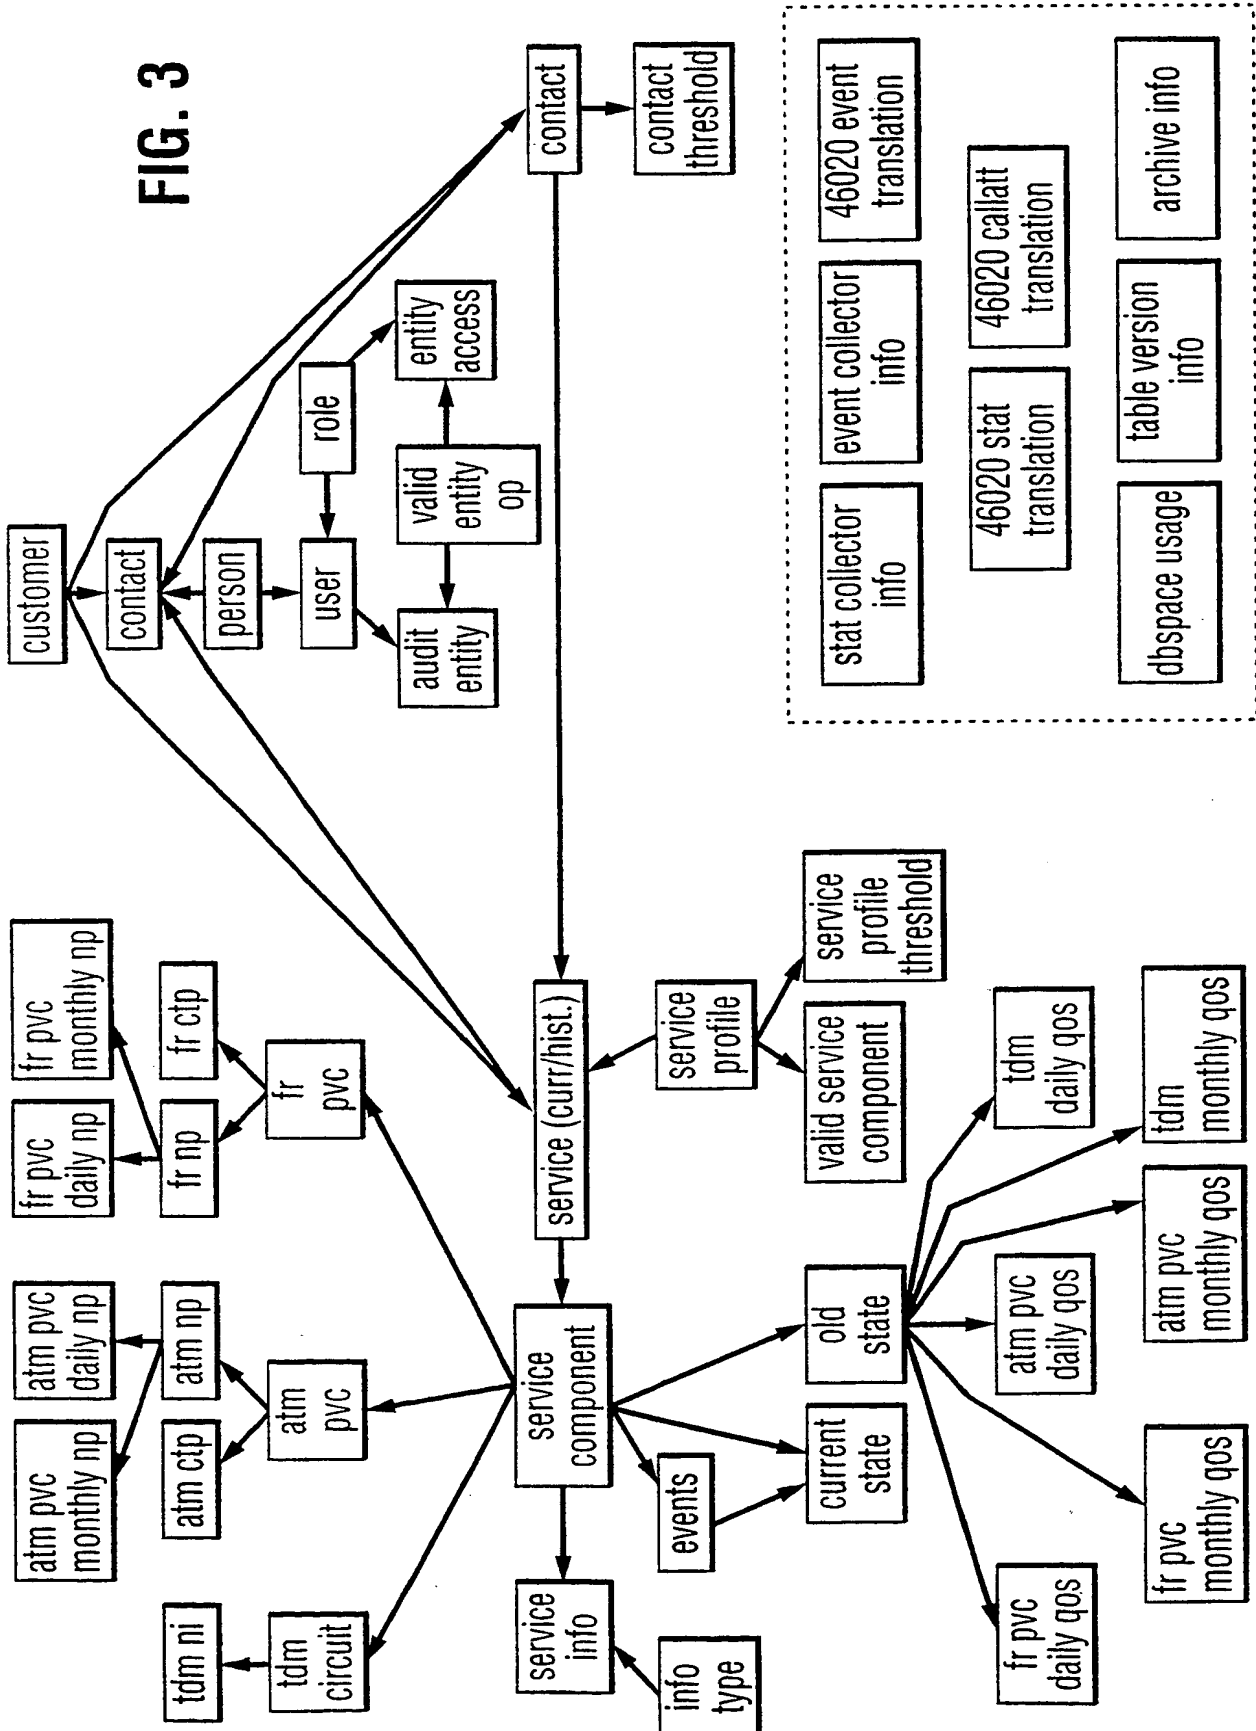 FIG. 3
customer
contact
person
user
role
audit
entity
valid
entity
op
entity
access
contact
contact
threshold
fr pvc
monthly np
fr pvc
daily np
fr ctp
fr np
fr
pvc
atm pvc
daily np
atm pvc
monthly np
atm np
atm ctp
atm
pvc
tdm ni
tdm
circuit
service (curr/hist.)
service
component
service
info
info
type
events
current
state
old
state
service
profile
valid service
component
service
profile
threshold
fr pvc
daily qos
fr pvc
monthly qos
atm pvc
daily qos
atm pvc
monthly qos
tdm
daily qos
tdm
monthly qos
stat collector
info
event collector
info
46020 event
translation
46020 stat
translation
46020 callatt
translation
dbspace usage
table version
info
archive info